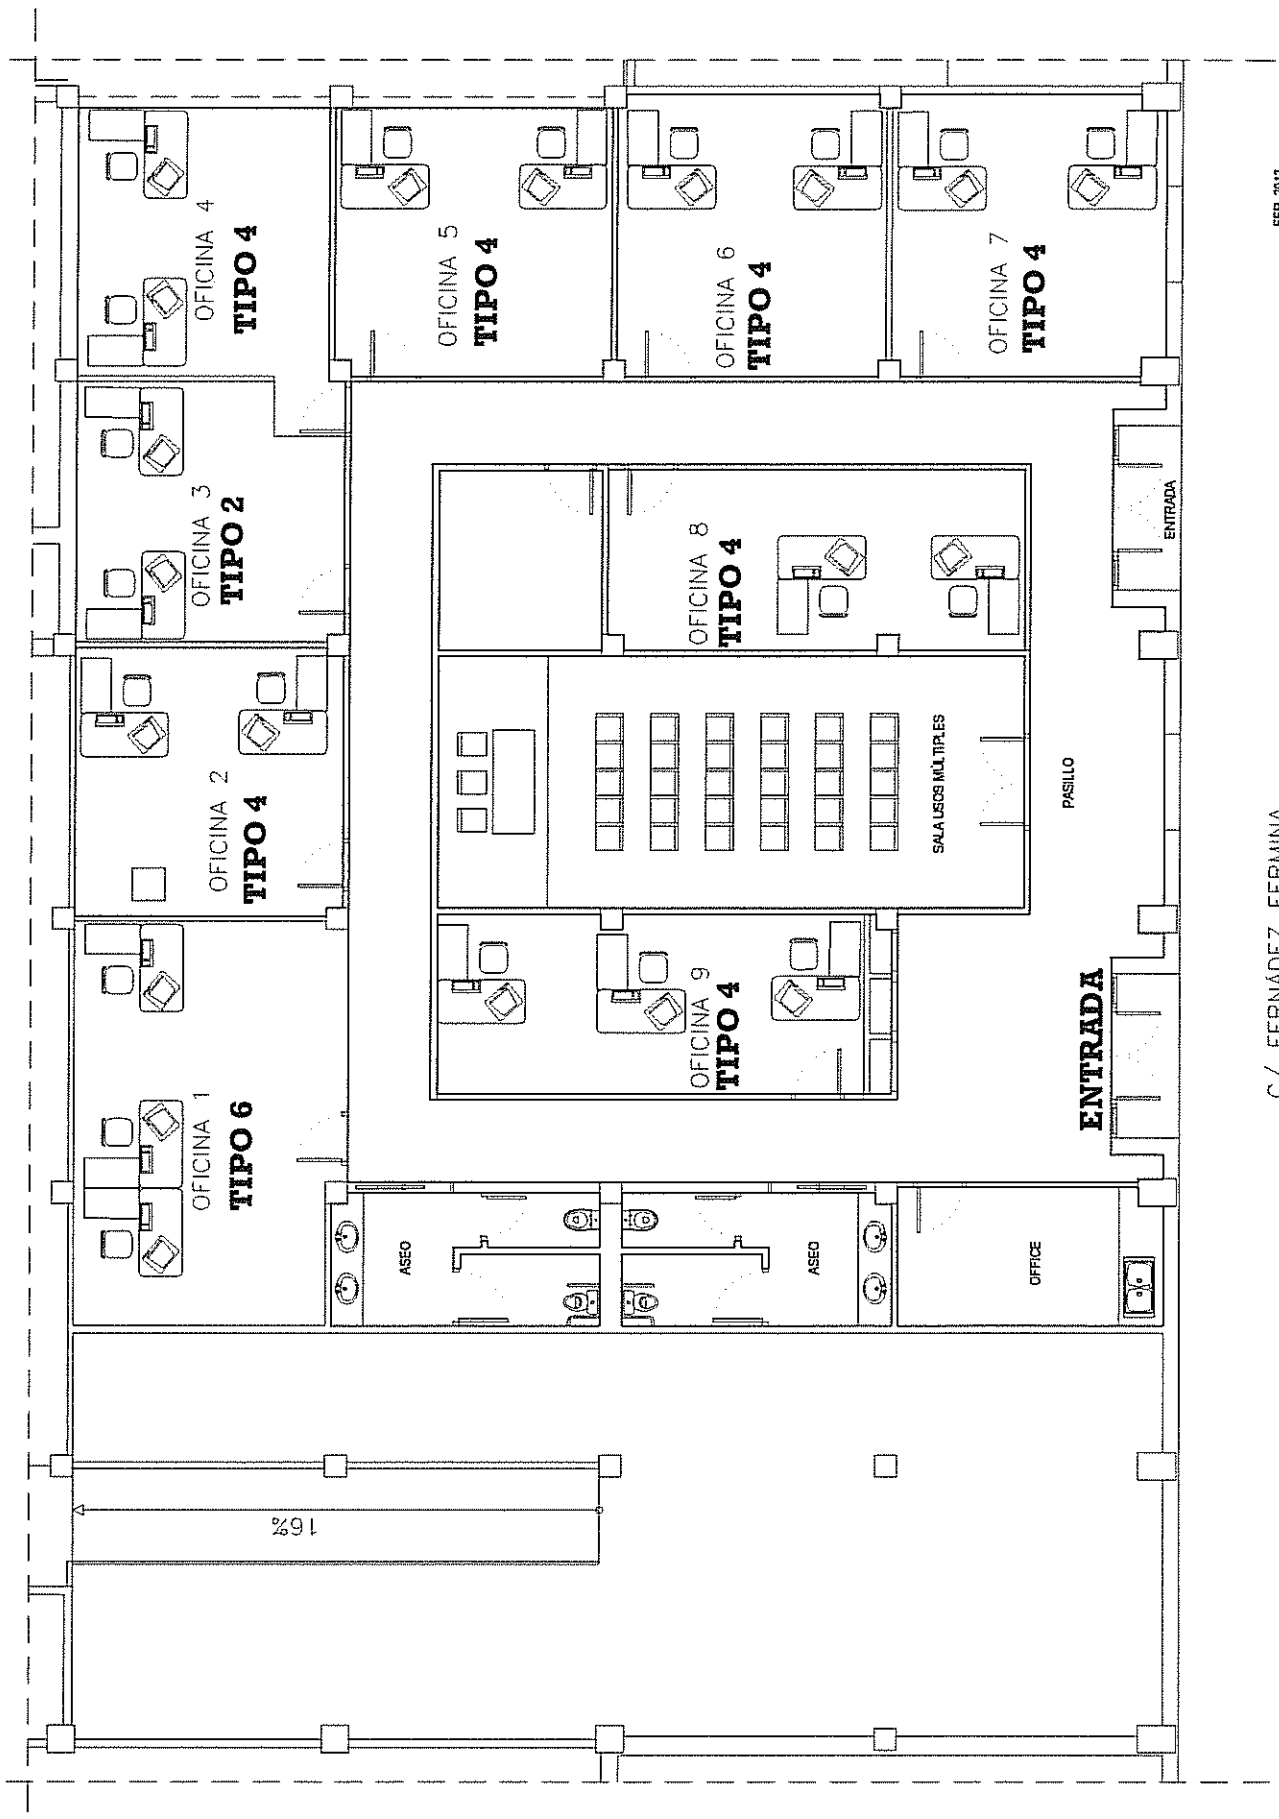 OFICINA 1
TIPO 6
OFICINA 2
TIPO 4
OFICINA 3
TIPO 2
OFICINA 4
TIPO 4
OFICINA 5
TIPO 4
OFICINA 6
TIPO 4
OFICINA 7
TIPO 4
OFICINA 8
TIPO 4
OFICINA 9
TIPO 4
SALA USOS MÚLTIPLES
PASILLO
ASEO
ASEO
OFFICE
ENTRADA
ENTRADA
16%
C/ FERNÁDEZ FERMINA